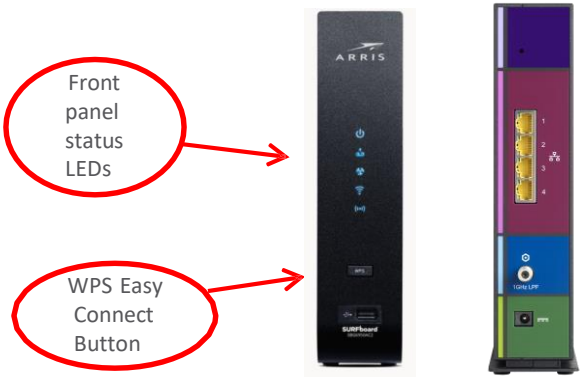 Front
panel
status
LEDs
WPS Easy
Connect
Button
ARRIS
WPS
SURFboard
1
2
3
4
1GHz LPF